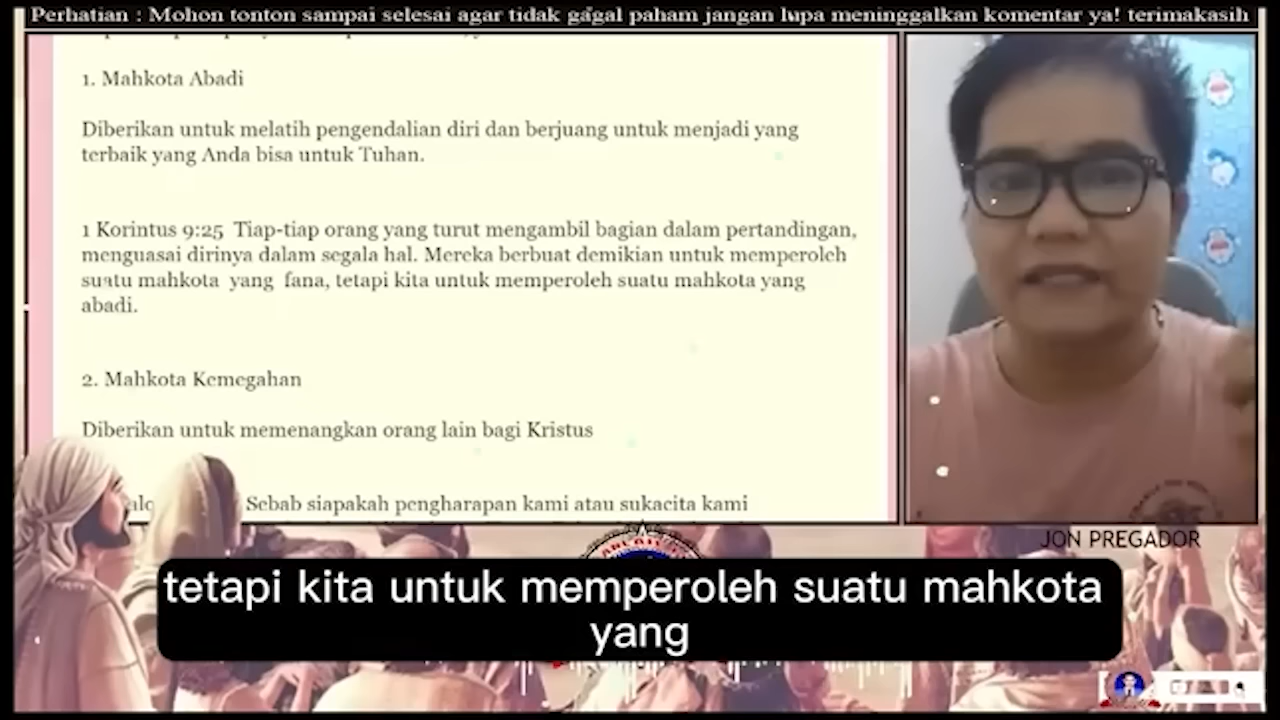 Perhatian : Mohon tonton sampai selesai agar tidak gagal paham jangan lupa meninggalkan komentar ya! terimakasih
1. Mahkota Abadi
Diberikan untuk melatih pengendalian diri dan berjuang untuk menjadi yang
terbaik yang Anda bisa untuk Tuhan.
1 Korintus 9:25 Tiap-tiap orang yang turut mengambil bagian dalam pertandingan,
menguasai dirinya dalam segala hal. Mereka berbuat demikian untuk memperoleh
suatu mahkota yang fana, tetapi kita untuk memperoleh suatu mahkota yang
abadi.
2. Mahkota Kemegahan
Diberikan untuk memenangkan orang lain bagi Kristus
Sebab siapakah pengharapan kami atau sukacita kami
JON PREGADOR
tetapi kita untuk memperoleh suatu mahkota
yang